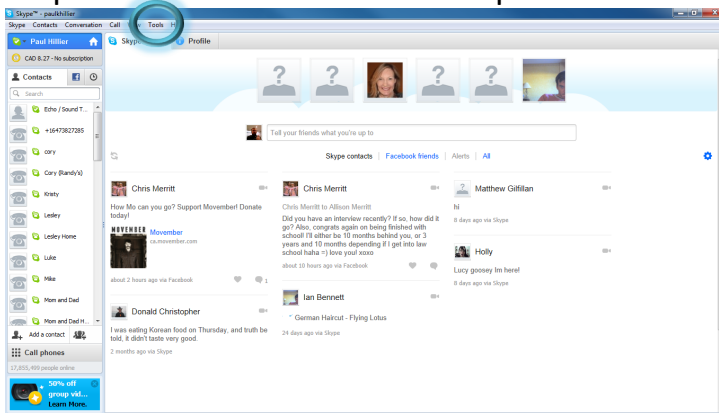 Skype™ - paulkhillier
Skype Contacts Conversation Call Tools
Paul Hillier
CAD 8.27 - No subscription
Contacts
Search
Echo / Sound T...
+16473827285
cory
Cory (Randy's)
Kristy
Lesley
Lesley Home
Luke
Mike
Mom and Dad
Mom and Dad H...
Add a contact
Call phones
17,855,499 people online
50% off
group vid...
Learn More.
Profile
Tell your friends what you're up to
Skype contacts | Facebook friends | Alerts | All
Chris Merritt
How Mo can you go? Support Movember! Donate
today!
MOVEMBER
Movember
ca.movember.com
about 2 hours ago via Facebook 1
Donald Christopher
I was eating Korean food on Thursday, and truth be
told, it didn't taste very good.
2 months ago via Skype
Chris Merritt
Chris Merritt to Allison Merritt
Did you have an interview recently? If so, how did it
go? Also, congrats again on being finished with
school! I'll either be 10 months behind you, or 3
years and 10 months depending if I get into law
school haha =) love you! xoxo
about 10 hours ago via Facebook
Ian Bennett
German Haircut - Flying Lotus
24 days ago via Skype
Matthew Gilfillan
hi
8 days ago via Skype
Holly
Lucy goosey Im here!
8 days ago via Skype